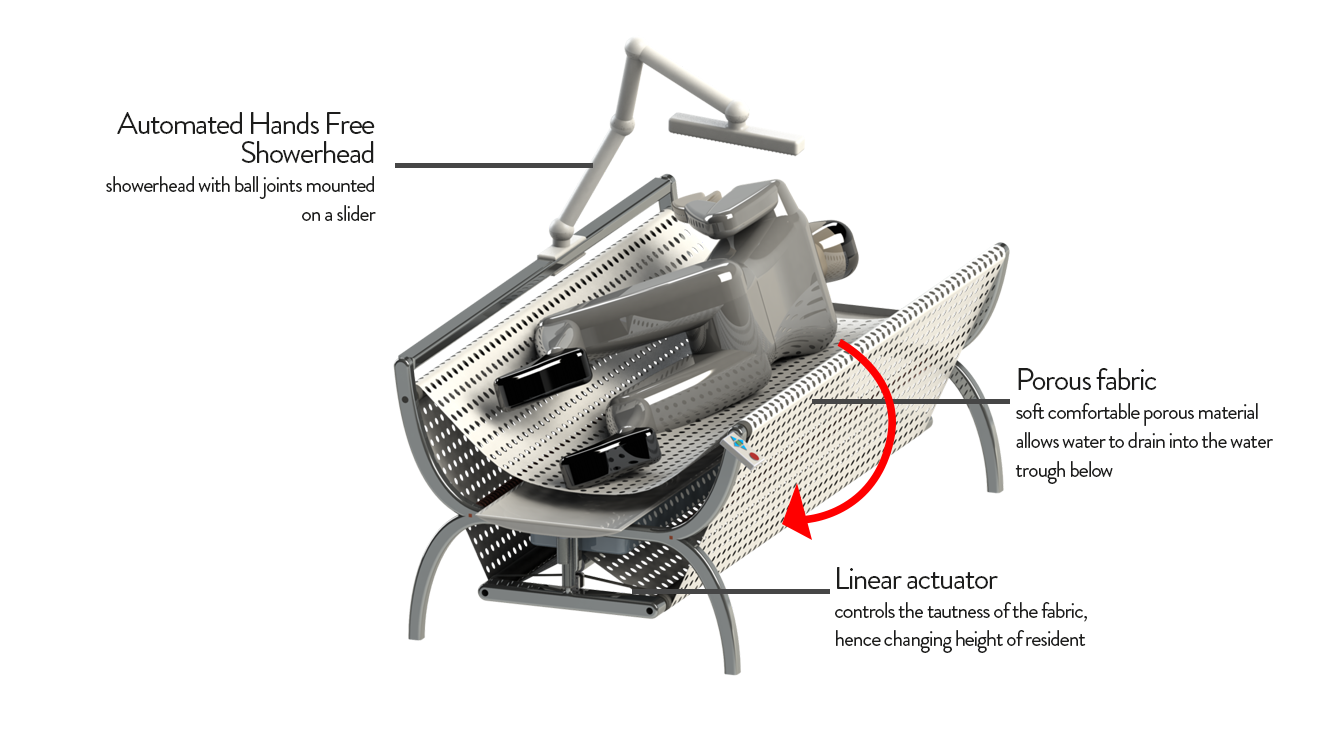 Automated Hands Free
Showerhead
showerhead with ball joints mounted
on a slider
Porous fabric
soft comfortable porous material
allows water to drain into the water
trough below
Linear actuator
controls the tautness of the fabric,
hence changing height of resident